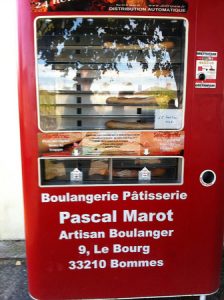 DISTRIBUTION AUTOMATIQUE
Boulangerie Pâtisserie
Pascal Marot
Artisan Boulanger
9, Le Bourg
33210 Bommes